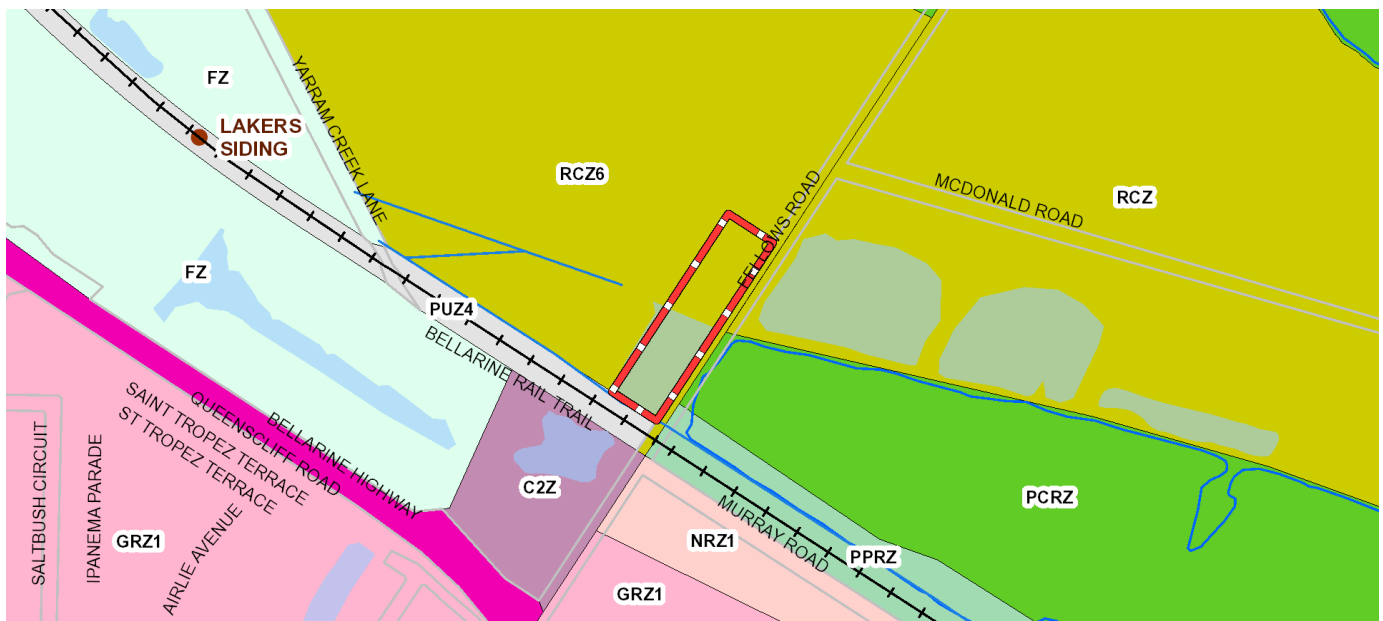 FZ
YARRAM CREEK LANE
LAKERS
SIDING
RCZ6
FELLOWS ROAD
MCDONALD ROAD
RCZ
FZ
PUZ4
BELLARINE RAIL TRAIL
SAINT TROPEZ TERRACE
QUEENSCLIFF ROAD
BELLARINE HIGHWAY
ST TROPEZ TERRACE
SALTBUSH CIRCUIT
IPANEMA PARADE
AIRLIE AVENUE
GRZ1
C2Z
NRZ1
MURRAY ROAD
PPRZ
PCRZ
GRZ1